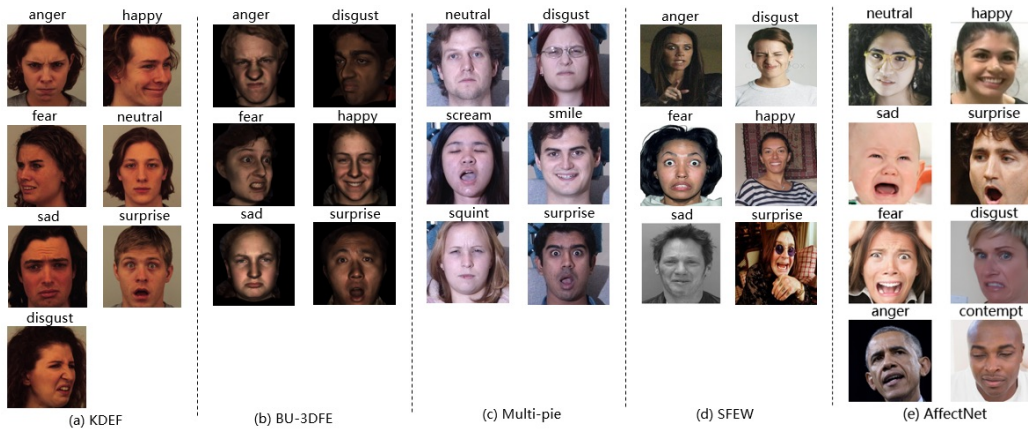 anger happy
fear neutral
sad surprise
disgust
(a) KDEF
anger disgust
fear happy
sad surprise
(b) BU-3DFE
neutral disgust
scream smile
squint surprise
(c) Multi-pie
anger disgust
fear happy
sad surprise
(d) SFEW
neutral happy
sad surprise
fear disgust
anger contempt
(e) AffectNet